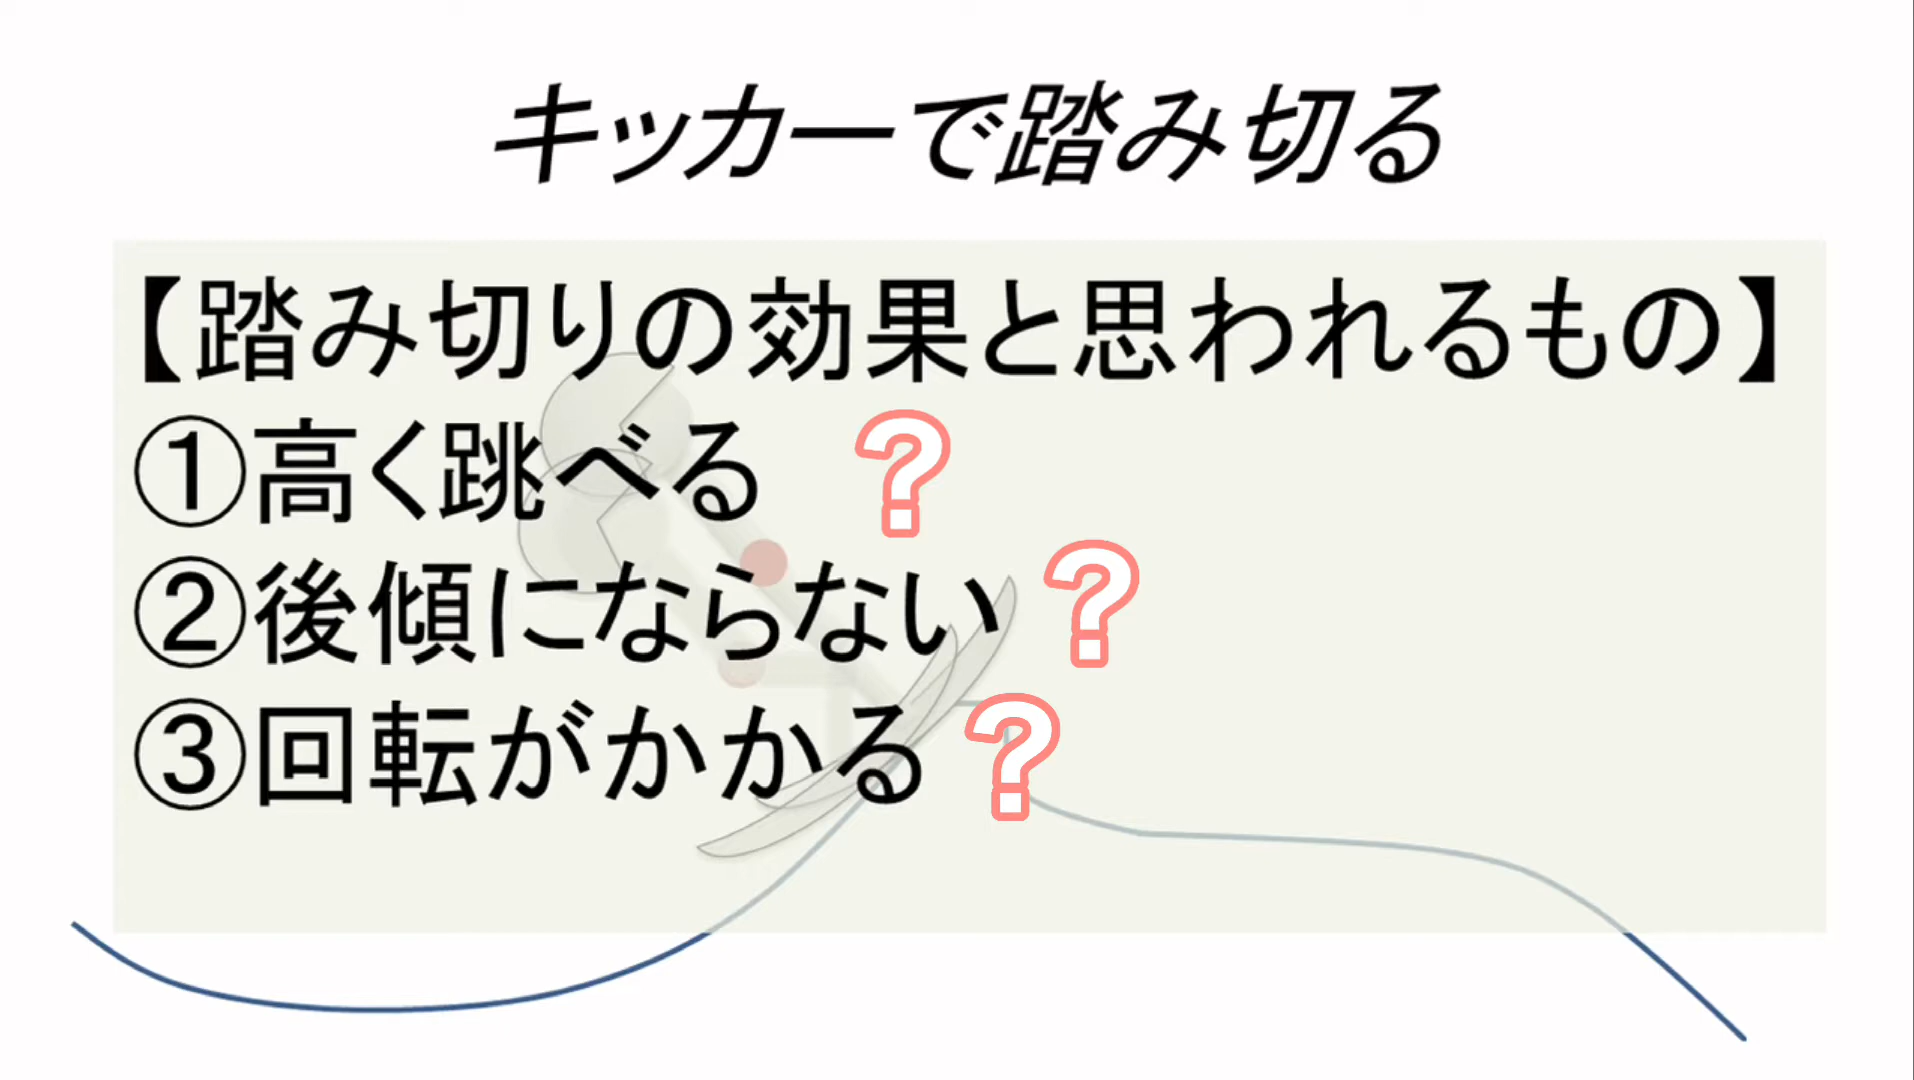 キッカーで踏み切る
【踏み切りの効果と思われるもの】
①高く跳べる ?
②後傾にならない ?
③回転がかかる ?